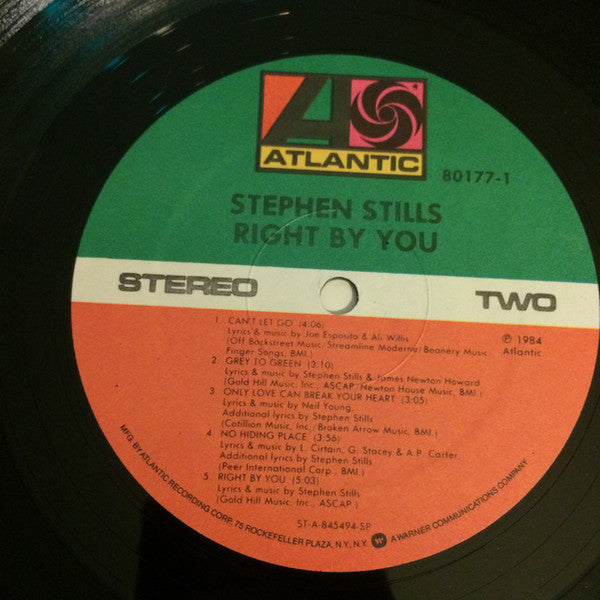 ATLANTIC
80177-1
STEPHEN STILLS
RIGHT BY YOU
STEREO TWO
1. CAN'T LET GO (4:06)
Lyrics & music by Joe Esposito & Ali Willis
(Off Backstreet Music/Streamline Moderne/Beanery Music
Finger Songs, BMI.)
2. GREY TO GREEN (3:10)
Lyrics & music by Stephen Stills & James Newton Howard
(Gold Hill Music, Inc., ASCAP/Newton House Music, BMI.)
3. ONLY LOVE CAN BREAK YOUR HEART (3:05)
Lyrics & music by Neil Young,
Additional lyrics by Stephen Stills
(Cotillion Music, Inc./Broken Arrow Music, BMI.)
4. NO HIDING PLACE (3:56)
Lyrics & music by L. Cirtain, G. Stacey & A.P. Carter,
Additional lyrics by Stephen Stills
(Peer International Corp., BMI.)
5. RIGHT BY YOU (5:03)
Lyrics & music by Stephen Stills
(Gold Hill Music, Inc., ASCAP.)
℗ 1984
Atlantic
ST-A-845494-SP
MFG. BY ATLANTIC RECORDING CORP. 75 ROCKEFELLER PLAZA, N.Y., N.Y. A WARNER COMMUNICATIONS COMPANY